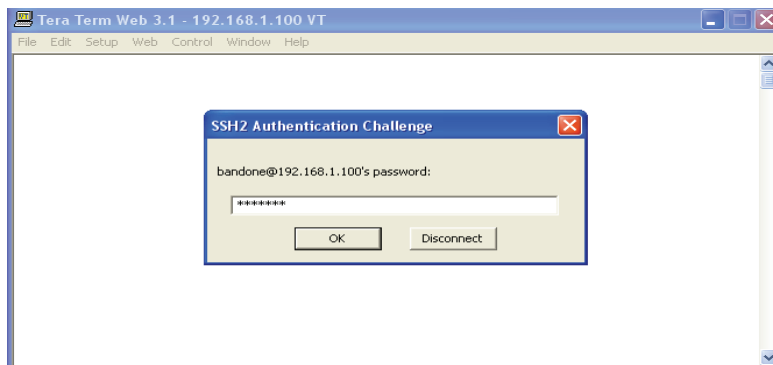 Tera Term Web 3.1 - 192.168.1.100 VT
File Edit Setup Web Control Window Help
SSH2 Authentication Challenge
bandone@192.168.1.100's password:
*******
OK Disconnect